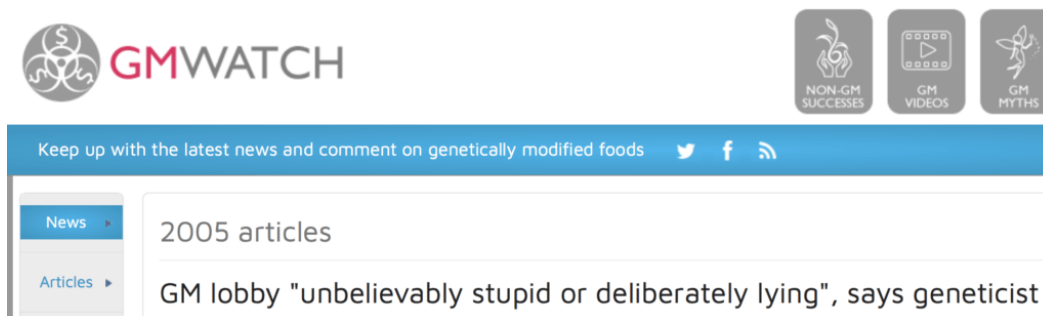 GMWATCH
NON-GM
SUCCESSES
GM
VIDEOS
GM
MYTHS
Keep up with the latest news and comment on genetically modified foods
News
Articles
2005 articles
GM lobby "unbelievably stupid or deliberately lying", says geneticist